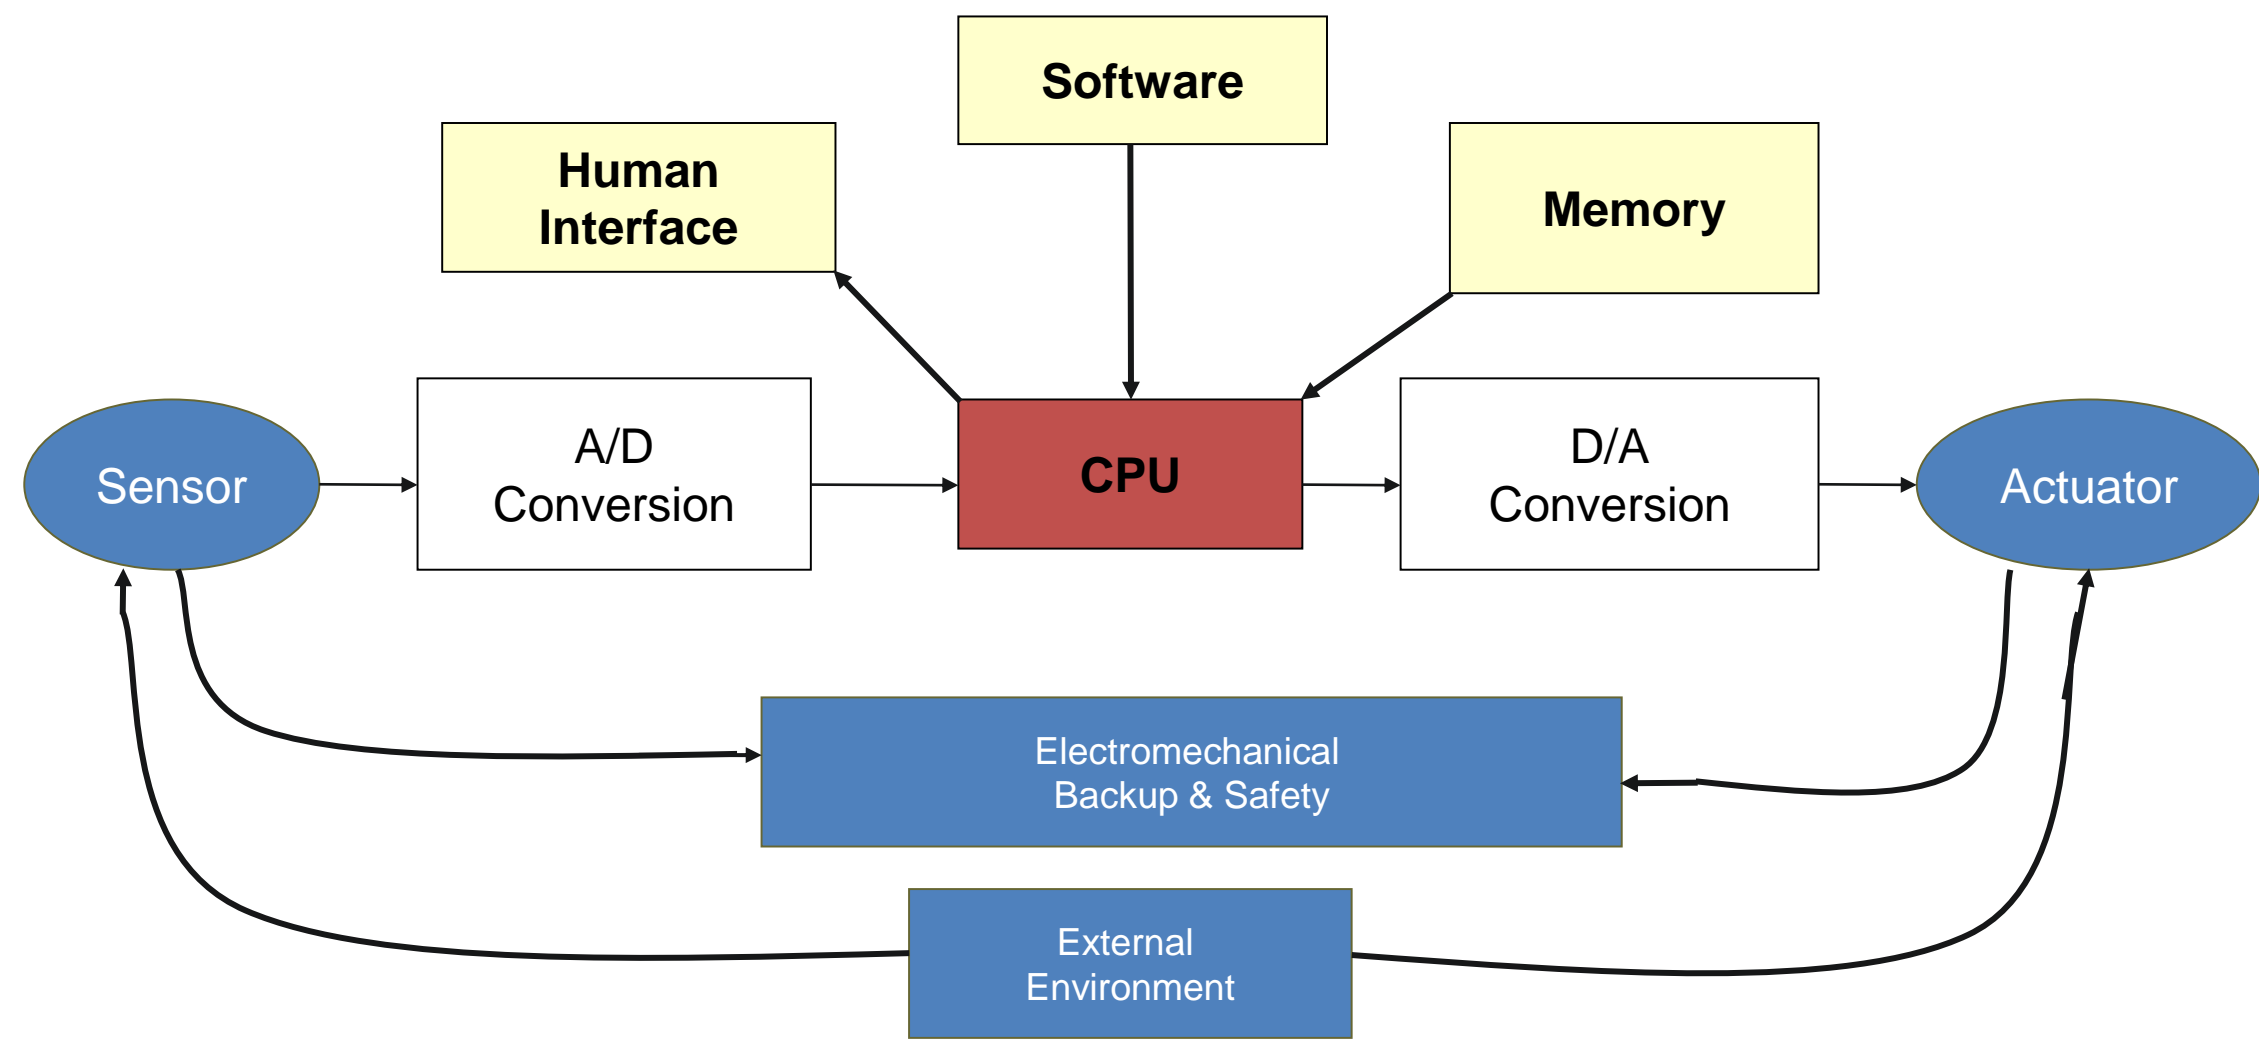 Software
Human
Interface
Memory
Sensor
A/D
Conversion
CPU
D/A
Conversion
Actuator
Electromechanical
Backup & Safety
External
Environment